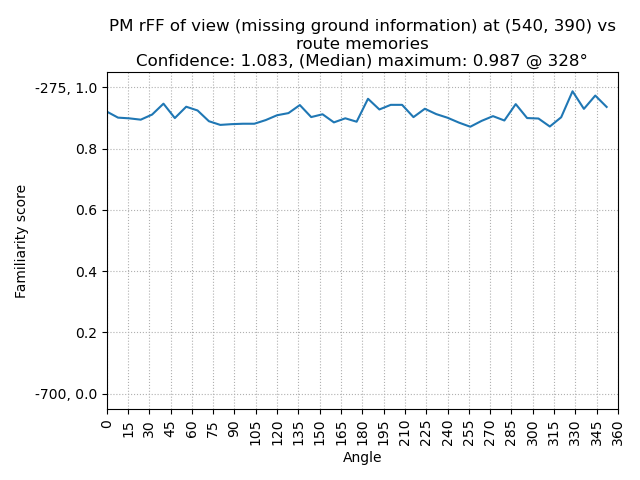 PM rFF of view (missing ground information) at (540, 390) vs
route memories
Confidence: 1.083, (Median) maximum: 0.987 @ 328°
-275, 1.0
0.8
0.6
0.4
0.2
-700, 0.0
Familiarity score
0 15 30 45 60 75 90 105 120 135 150 165 180 195 210 225 240 255 270 285 300 315 330 345 360
Angle